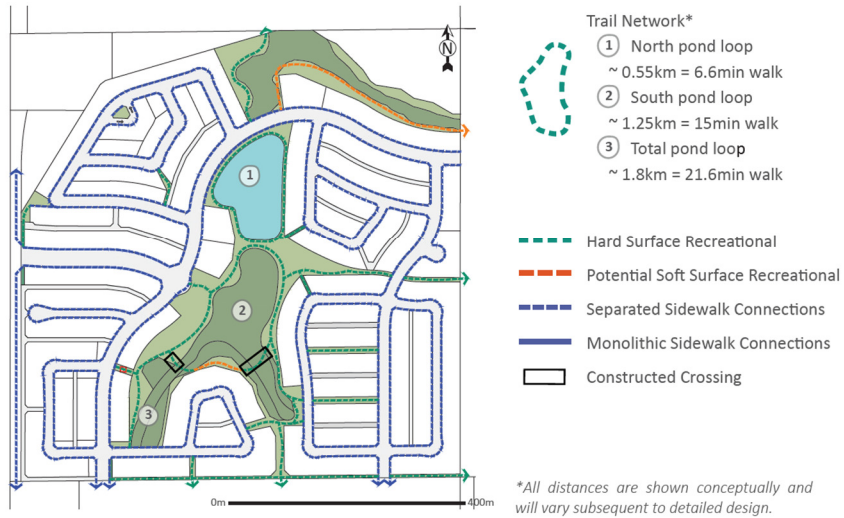 Trail Network*
1 North pond loop
~ 0.55km = 6.6min walk
2 South pond loop
~ 1.25km = 15min walk
3 Total pond loop
~ 1.8km = 21.6min walk
N
1
2
3
Hard Surface Recreational
Potential Soft Surface Recreational
Separated Sidewalk Connections
Monolithic Sidewalk Connections
Constructed Crossing
0m 400m
*All distances are shown conceptually and
will vary subsequent to detailed design.